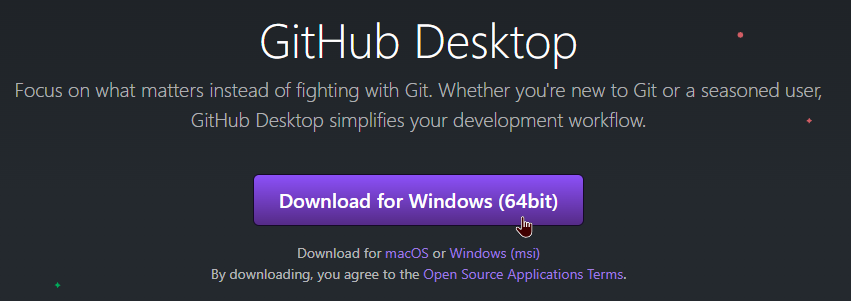 GitHub Desktop
Focus on what matters instead of fighting with Git. Whether you're new to Git or a seasoned user,
GitHub Desktop simplifies your development workflow.
Download for Windows (64bit)
Download for macOS or Windows (msi)
By downloading, you agree to the Open Source Applications Terms.